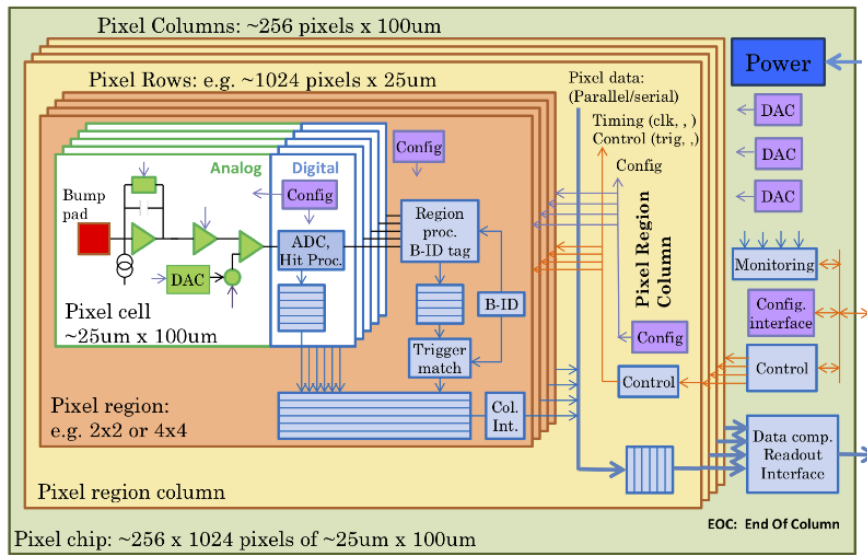 Pixel Columns: ~256 pixels x 100um
Pixel Rows: e.g. ~1024 pixels x 25um
Pixel data:
(Parallel/serial)
Timing (clk, , )
Control (trig, ,)
Config
Power
DAC
DAC
DAC
Analog
Digital
Config
Config
Bump
pad
ADC,
Hit Proc.
Region
proc.
B-ID tag
DAC
B-ID
Pixel cell
~25um x 100um
Trigger
match
Pixel Region
Column
Config
Control
Monitoring
Config.
interface
Control
Pixel region:
e.g. 2x2 or 4x4
Col.
Int.
Data comp.
Readout
Interface
Pixel region column
EOC: End Of Column
Pixel chip: ~256 x 1024 pixels of ~25um x 100um